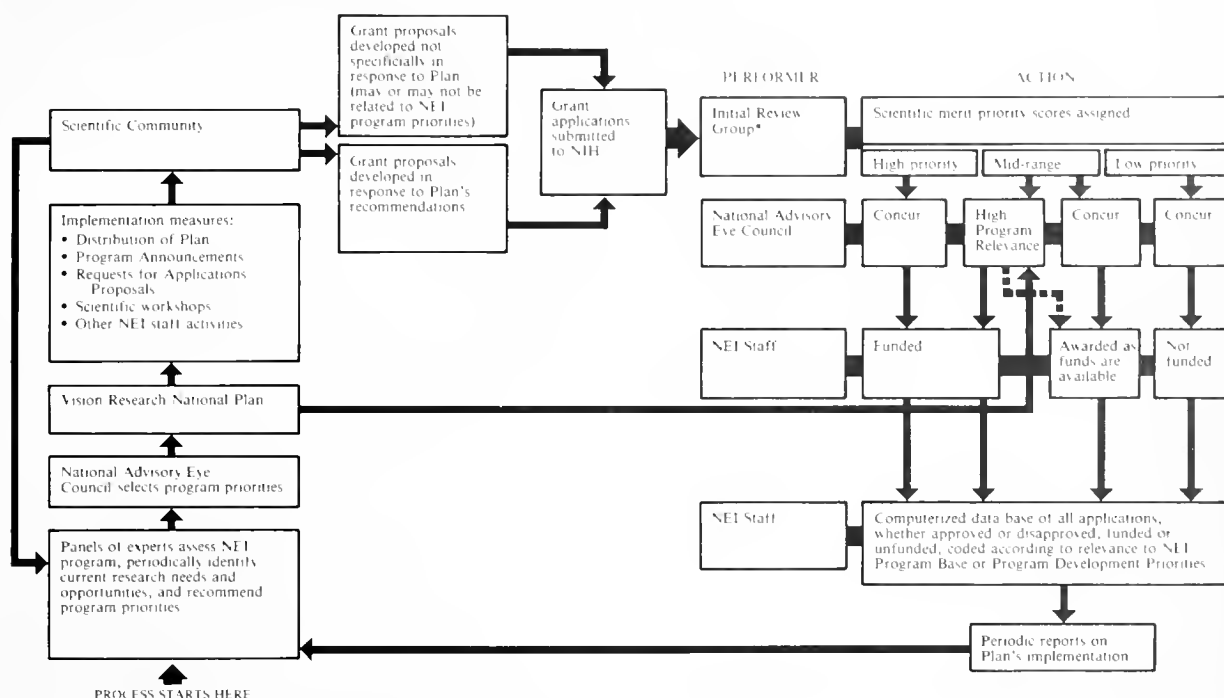 Grant proposals
developed not
specificially in
response to Plan
(may or may not be
related to NEI
program priorities)
Grant proposals
developed in
response to Plan's
recommendations
Grant
applications
submitted
to NIH
Scientific Community
Implementation measures:
• Distribution of Plan
• Program Announcements
• Requests for Applications
Proposals
• Scientific workshops
• Other NEI staff activities
Vision Research National Plan
National Advisory Eye
Council selects program priorities
Panels of experts assess NEI
program, periodically identify
current research needs and
opportunities, and recommend
program priorities
PROCESS STARTS HERE
PERFORMER
ACTION
Initial Review
Group*
Scientific merit priority scores assigned
High priority
Mid-range
Low priority
National Advisory
Eye Council
Concur
High
Program
Relevance
Concur
Concur
NEI Staff
Funded
Awarded as
funds are
available
Not
funded
NEI Staff
Computerized data base of all applications,
whether approved or disapproved, funded or
unfunded, coded according to relevance to NEI
Program Base or Program Development Priorities
Periodic reports on
Plan's implementation